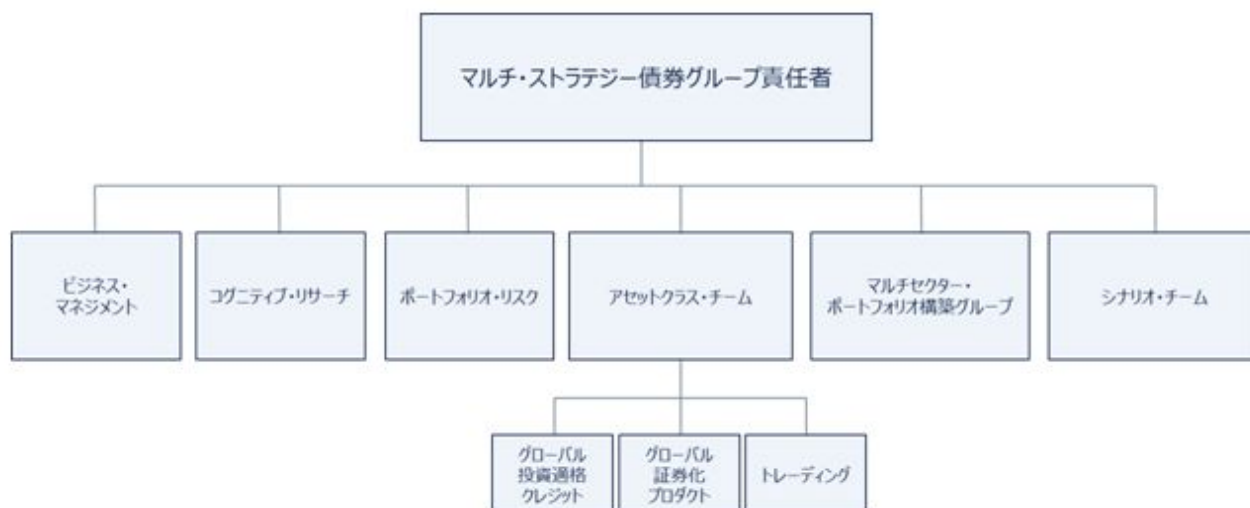 マルチ・ストラテジー債券グループ責任者
ビジネス・
マネジメント
コグニティブ・リサーチ
ポートフォリオ・リスク
アセットクラス・チーム
マルチセクター・
ポートフォリオ構築グループ
シナリオ・チーム
グローバル
投資適格
クレジット
グローバル
証券化
プロダクト
トレーディング